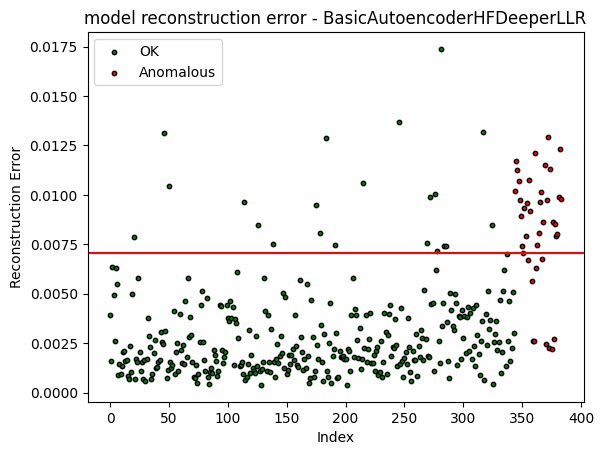 model reconstruction error - BasicAutoencoderHFDeeperLLR
OK
Anomalous
0.0175
0.0150
0.0125
0.0100
0.0075
0.0050
0.0025
0.0000
Reconstruction Error
0 50 100 150 200 250 300 350 400
Index